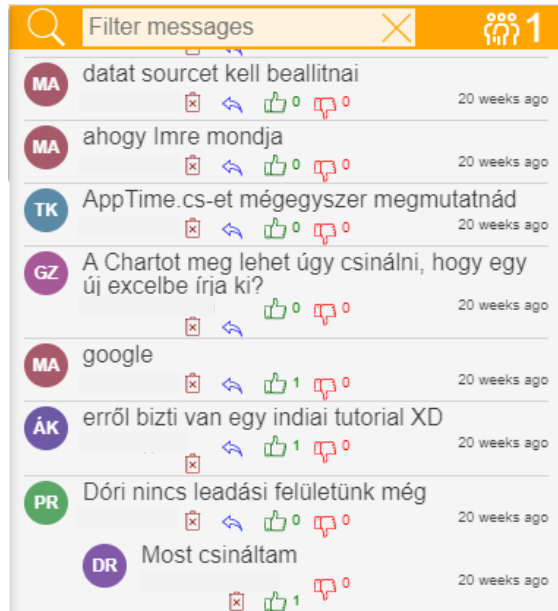 Filter messages
1
MA
datat sourcet kell beallitnai
0 0
20 weeks ago
MA
ahogy Imre mondja
0 0
20 weeks ago
TK
AppTime.cs-et mégegyszer megmutatnád
0 0
20 weeks ago
GZ
A Chartot meg lehet úgy csinálni, hogy egy
új excelbe írja ki?
0 0
20 weeks ago
MA
google
1 0
20 weeks ago
ÁK
erről bizti van egy indiai tutorial XD
1 0
20 weeks ago
PR
Dóri nincs leadási felületünk még
0 0
20 weeks ago
DR
Most csináltam
1 0
20 weeks ago